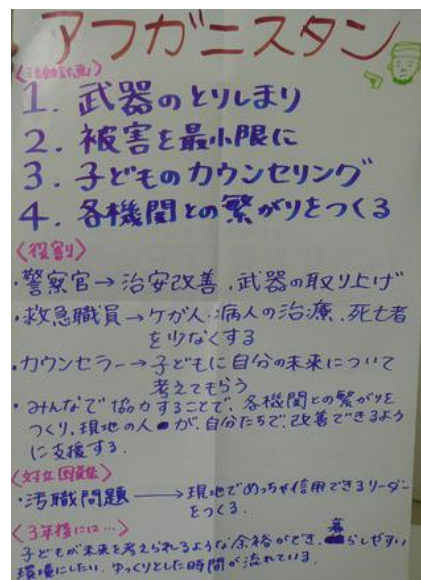 アフガニスタン
〈活動計画〉
1. 武器のとりしまり
2. 被害を最小限に
3. 子どものカウンセリング
4. 各機関との繋がりをつくる
〈役割〉
・警察官→治安改善、武器の取り上げ
・救急職員→ケガ人・病人の治療、死亡者
を少なくする
・カウンセラー→子どもに自分の未来について
考えてもらう
・みんなで協力することで、各機関との繋がりを
つくり、現地の人が、自分たちで、改善できるよう
に支援する.
〈対立困難〉
・汚職問題→現地でめっちゃ信用できるリーダー
をつくる.
〈3年後には…〉
子どもが未来を考えられるような余裕ができ、暮らしやすい
環境にしたい. ゆっくりとした時間が流れている.